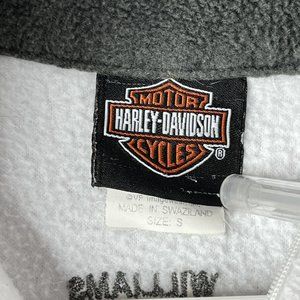 MOTOR
HARLEY-DAVIDSON
CYCLES
®
MADE IN SWAZILAND
SIZE: S